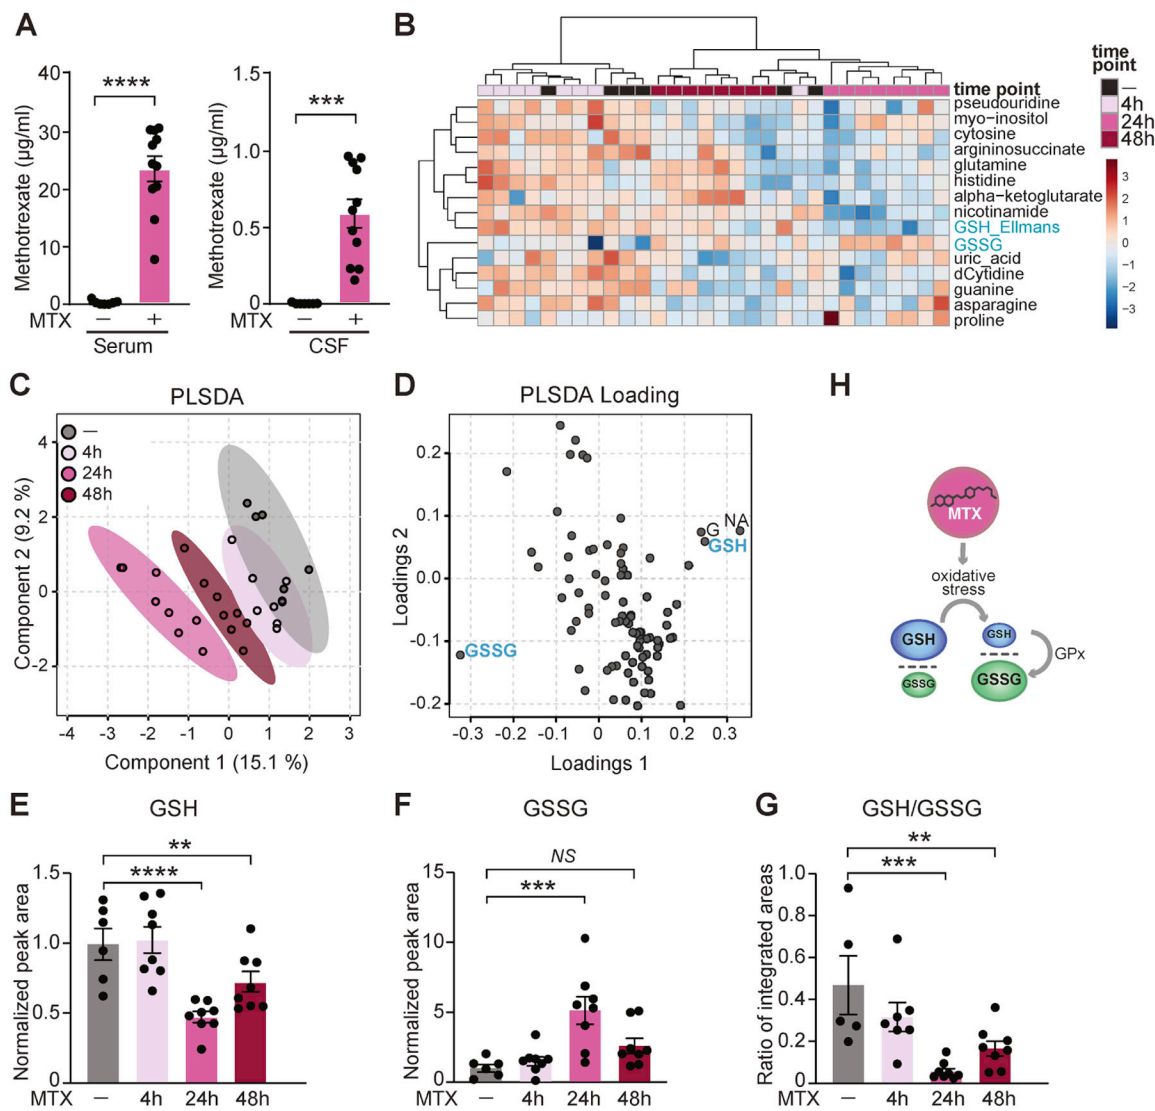 A
Methotrexate (µg/ml)
40
30
20
10
0
****
MTX
—
+
Serum
Methotrexate (µg/ml)
1.5
1.0
0.5
0
***
MTX
—
+
CSF
B
time point
pseudouridine
myo-inositol
cytosine
argininosuccinate
glutamine
histidine
alpha-ketoglutarate
nicotinamide
GSH_Ellmans
GSSG
uric_acid
dCytidine
guanine
asparagine
proline
time
point
—
4h
24h
48h
3
2
1
0
−1
−2
−3
C
PLSDA
—
4h
24h
48h
Component 2 (9.2 %)
4
2
0
-2
-4 -3 -2 -1 0 1 2 3
Component 1 (15.1 %)
D
PLSDA Loading
Loadings 2
0.2
0.1
0.0
-0.1
-0.2
G NA
GSH
GSSG
-0.3 -0.2 -0.1 0 0.1 0.2 0.3
Loadings 1
H
MTX
oxidative
stress
GSH
GSSG
GSH
GSSG
GPx
E
GSH
Normalized peak area
1.5
1.0
0.5
0
**
****
MTX — 4h 24h 48h
F
GSSG
Normalized peak area
15
10
5
0
NS
***
MTX — 4h 24h 48h
G
GSH/GSSG
Ratio of integrated areas
1.0
0.8
0.6
0.4
0.2
0
**
***
MTX — 4h 24h 48h